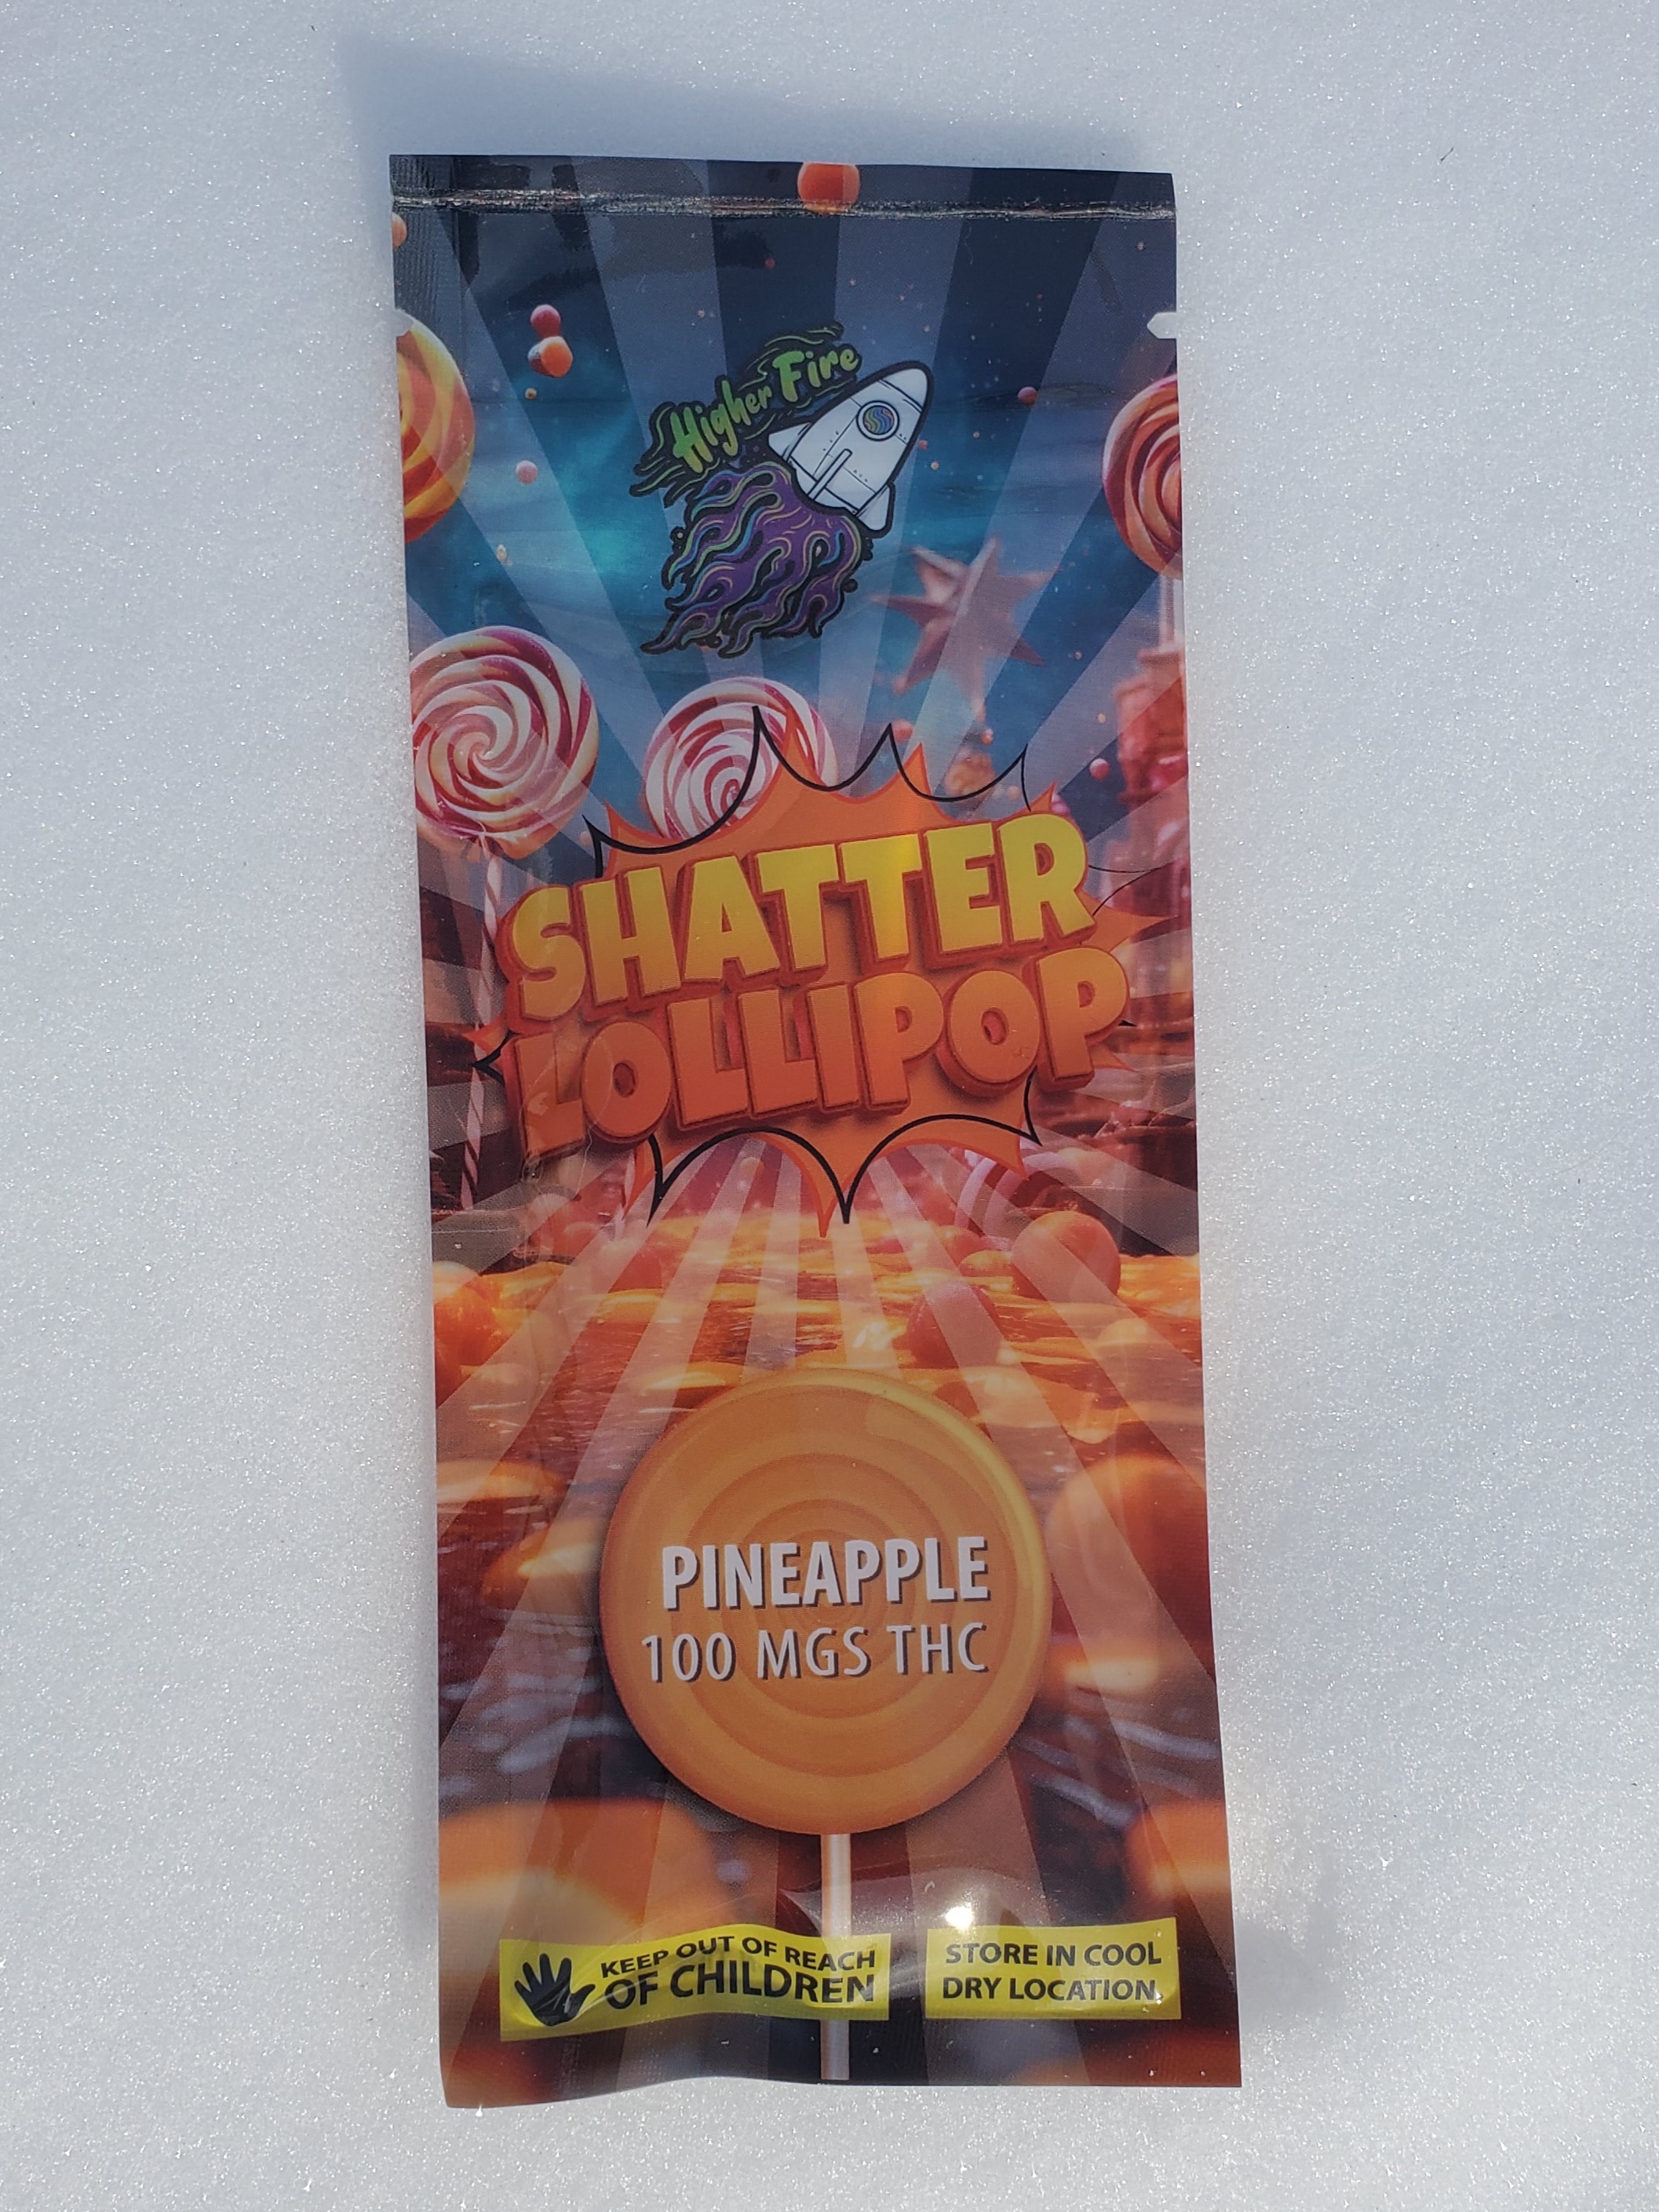 Higher Fire
SHATTER
LOLLIPOP
PINEAPPLE
100 MGS THC
KEEP OUT OF REACH
OF CHILDREN
STORE IN COOL
DRY LOCATION.